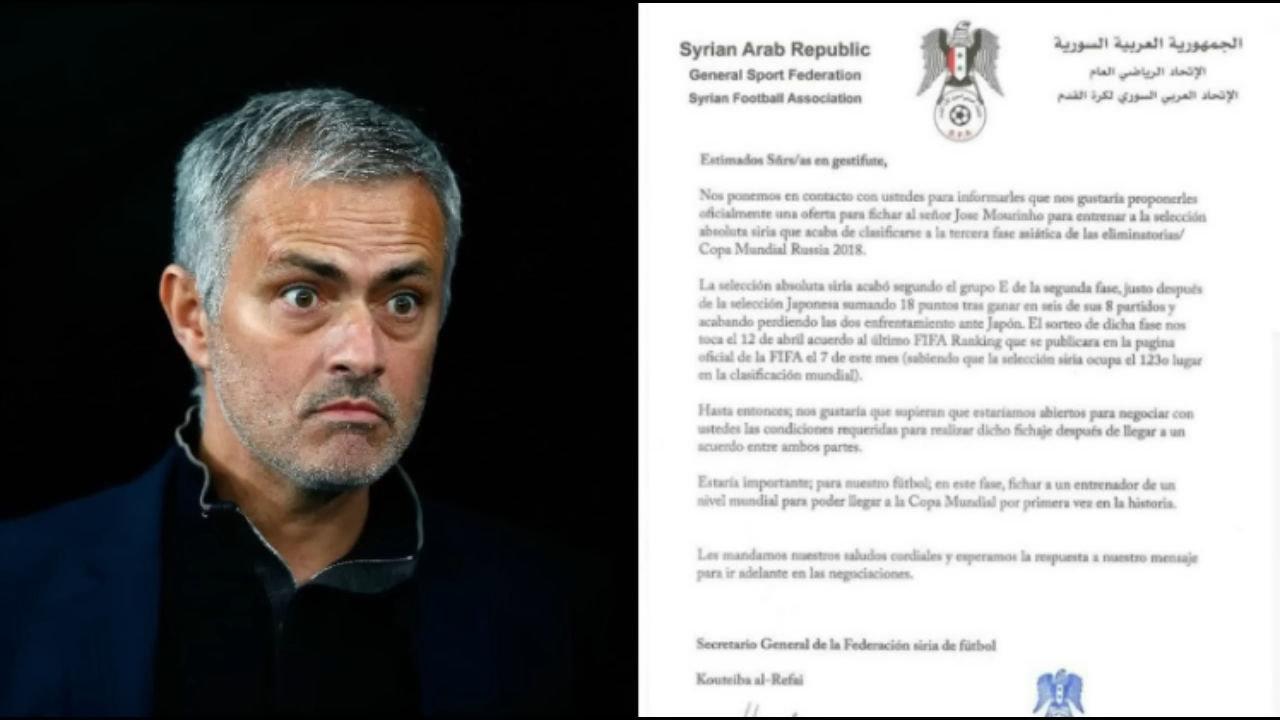 Syrian Arab Republic
General Sport Federation
Syrian Football Association
الجمهورية العربية السورية
الإتحاد الرياضي العام
الإتحاد العربي السوري لكرة القدم
S.F.A
Estimados Sñrs/as en gestifute,
Nos ponemos en contacto con ustedes para informarles que nos gustaría proponerles
oficialmente una oferta para fichar al señor Jose Mourinho para entrenar a la selección
absoluta siria que acaba de clasificarse a la tercera fase asiática de las eliminatorias/
Copa Mundial Russia 2018.
La selección absoluta siria acabó segundo el grupo E de la segunda fase, justo después
de la selección Japonesa sumando 18 puntos tras ganar en seis de sus 8 partidos y
acabando perdiendo las dos enfrentamiento ante Japón. El sorteo de dicha fase nos
toca el 12 de abril acuerdo al último FIFA Ranking que se publicara en la pagina
oficial de la FIFA el 7 de este mes (sabiendo que la selección siria ocupa el 123o lugar
en la clasificación mundial).
Hasta entonces; nos gustaría que supieran que estaríamos abiertos para negociar con
ustedes las condiciones requeridas para realizar dicho fichaje después de llegar a un
acuerdo entre ambos partes.
Estaría importante; para nuestro fútbol; en este fase, fichar a un entrenador de un
nivel mundial para poder llegar a la Copa Mundial por primera vez en la historia.
Les mandamos nuestros saludos cordiales y esperamos la respuesta a nuestro mensaje
para ir adelante en las negociaciones.
Secretario General de la Federación siria de fútbol
Kouteiba al-Refai